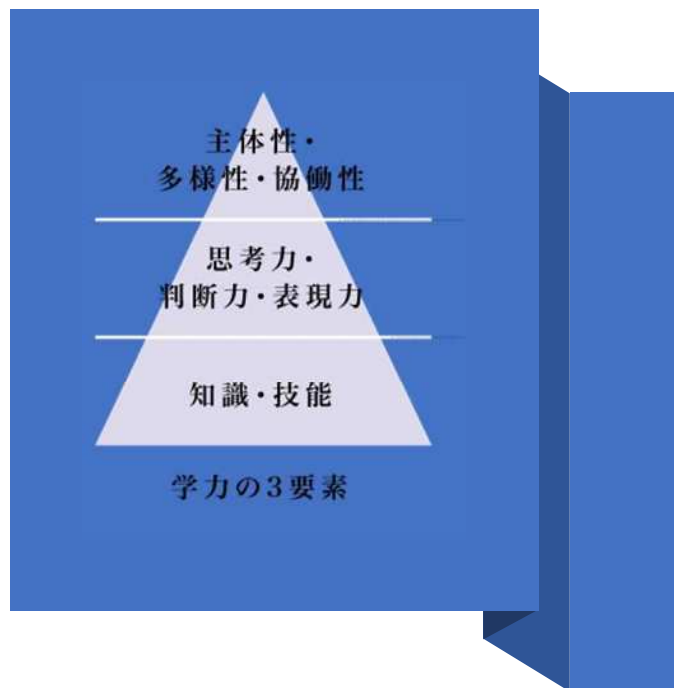 主体性・
多様性・協働性
思考力・
判断力・表現力
知識・技能
学力の3要素